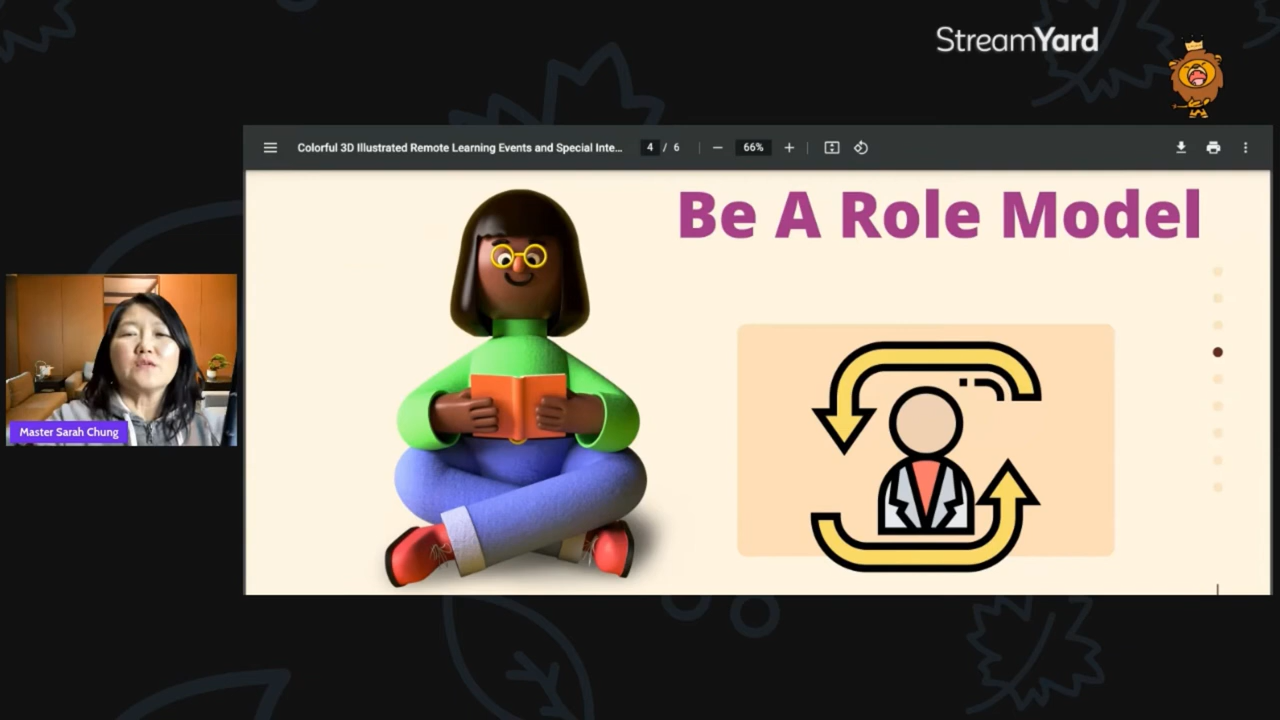 StreamYard
Colorful 3D Illustrated Remote Learning Events and Special Inte...
4 / 6
66%
Be A Role Model
Master Sarah Chung